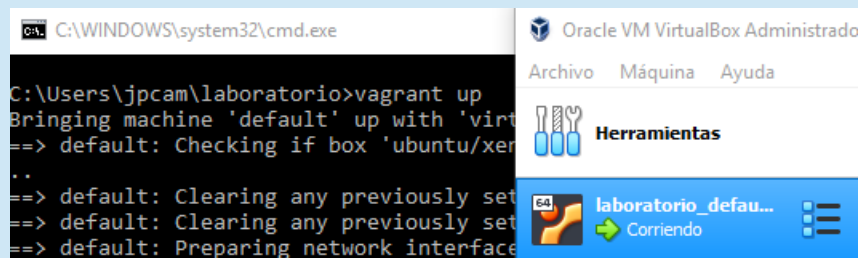 C:\WINDOWS\system32\cmd.exe
C:\Users\jpcam\laboratorio>vagrant up
Bringing machine 'default' up with 'virt
==> default: Checking if box 'ubuntu/xen
..
==> default: Clearing any previously set
==> default: Clearing any previously set
==> default: Preparing network interface
Oracle VM VirtualBox Administrado
Archivo Máquina Ayuda
Herramientas
64
laboratorio_defau...
Corriendo